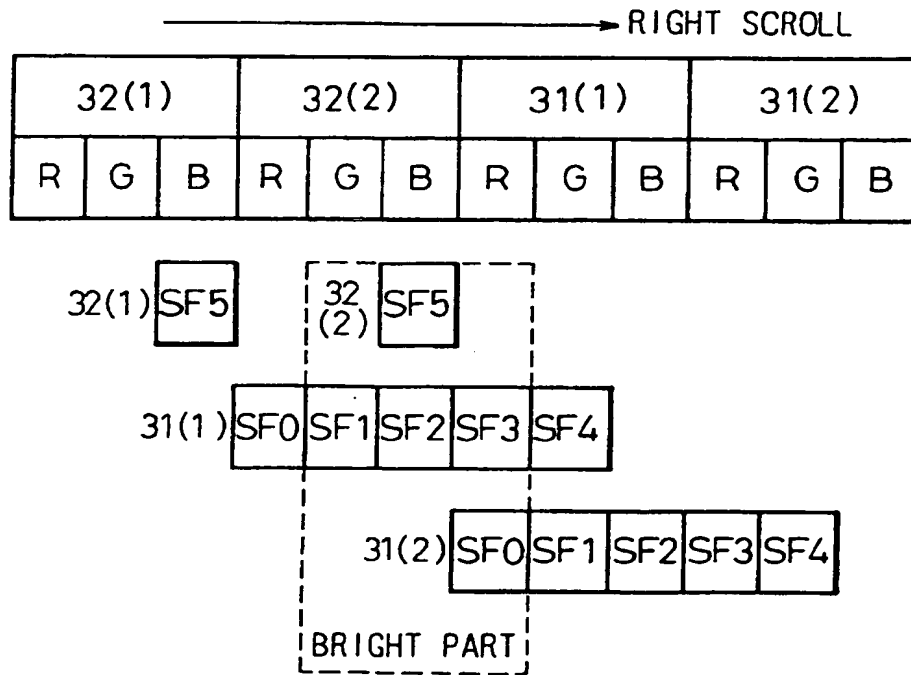 RIGHT SCROLL
32(1) 32(2) 31(1) 31(2)
R G B R G B R G B R G B
32(1) SF5 32 (2) SF5
31(1) SF0 SF1 SF2 SF3 SF4
31(2) SF0 SF1 SF2 SF3 SF4
BRIGHT PART